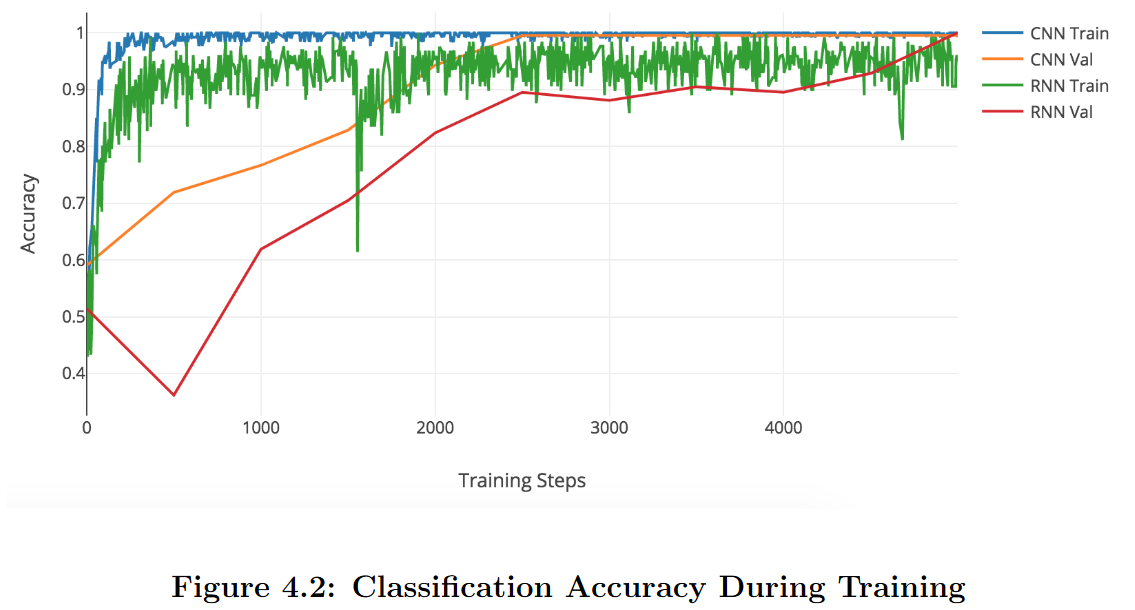 1
0.9
0.8
0.7
0.6
0.5
0.4
Accuracy
0 1000 2000 3000 4000
Training Steps
CNN Train
CNN Val
RNN Train
RNN Val
Figure 4.2: Classification Accuracy During Training